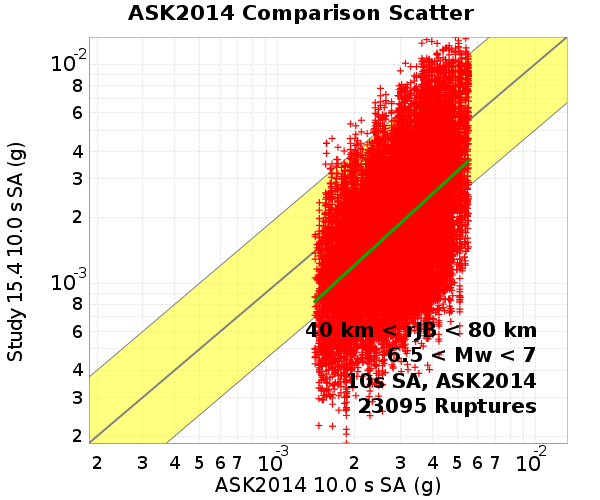 ASK2014 Comparison Scatter
Study 15.4 10.0 s SA (g)
10⁻²
8
6
4
3
2
10⁻³
8
6
4
3
2
40 km < rJB < 80 km
6.5 < Mw < 7
10s SA, ASK2014
23095 Ruptures
2 3 4 5 6 7 10⁻³ 2 3 4 5 6 7 10⁻²
ASK2014 10.0 s SA (g)